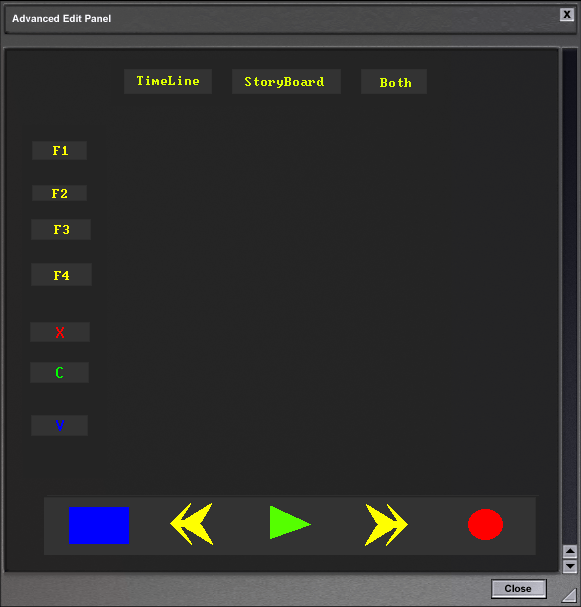 Advanced Edit Panel
X
TimeLine StoryBoard Both
F1
F2
F3
F4
X
C
V
Close